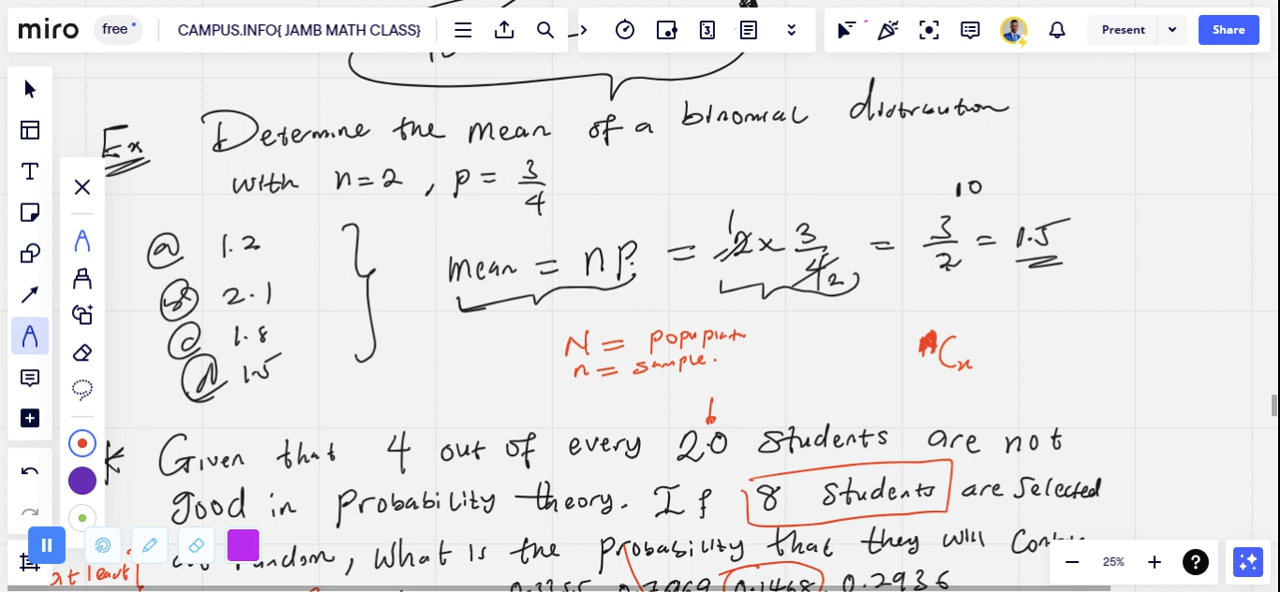 miro free CAMPUS.INFO{ JAMB MATH CLASS} Present Share
Ex Determine the mean of a binomial distribution
with n=2 , p = 3/4
10
(a) 1.2
mean = np. = 2 x 3/4 = 3/2 = 1.5
1 2
2.1
1.8
1.5
N =
n = sample.
Cx
Given that 4 out of every 20 students are not
good in probability theory. If 8 students are selected
random, What is the probability that they will
at least 0.1468 0.2936
25%